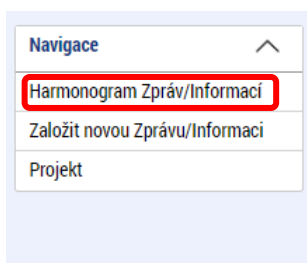 Navigace
Harmonogram Zpráv/Informací
Založit novou Zprávu/Informaci
Projekt